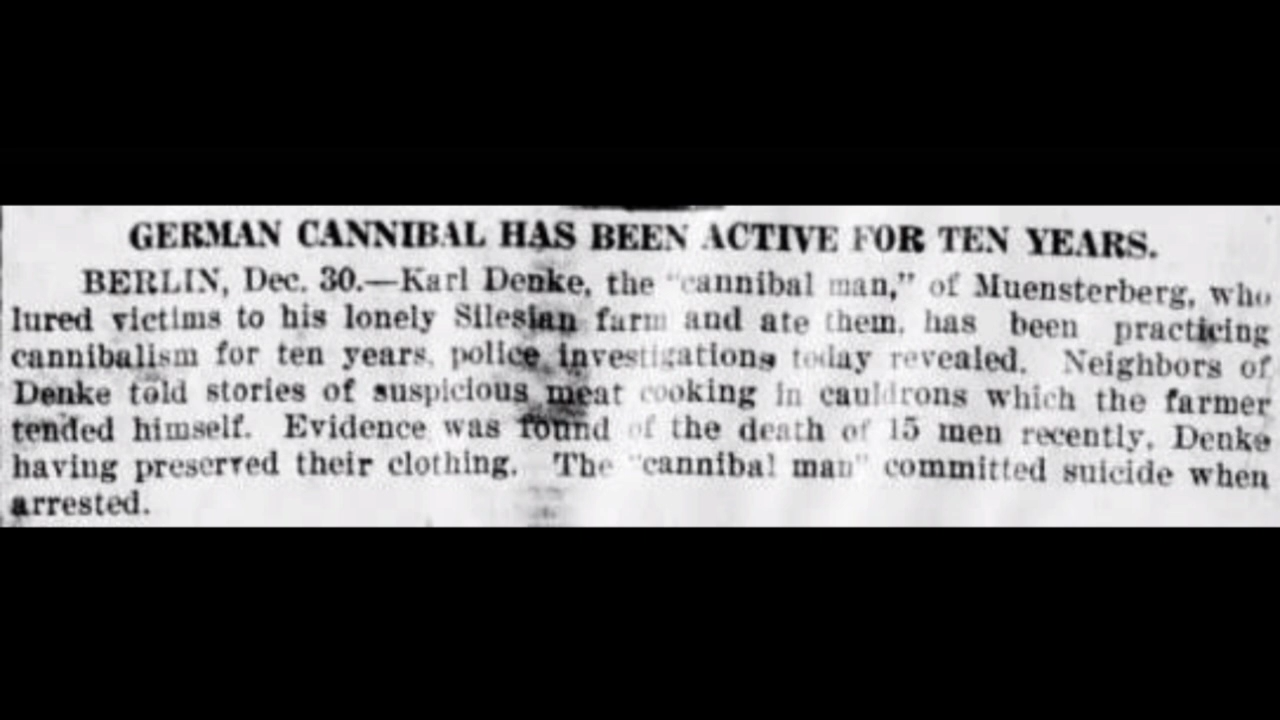 GERMAN CANNIBAL HAS BEEN ACTIVE FOR TEN YEARS.
BERLIN, Dec. 30.—Karl Denke, the "cannibal man," of Muensterberg, who
lured victims to his lonely Silesian farm and ate them, has been practicing
cannibalism for ten years, police investigations today revealed. Neighbors of
Denke told stories of suspicious meat cooking in cauldrons which the farmer
tended himself. Evidence was found of the death of 15 men recently, Denke
having preserved their clothing. The "cannibal man" committed suicide when
arrested.